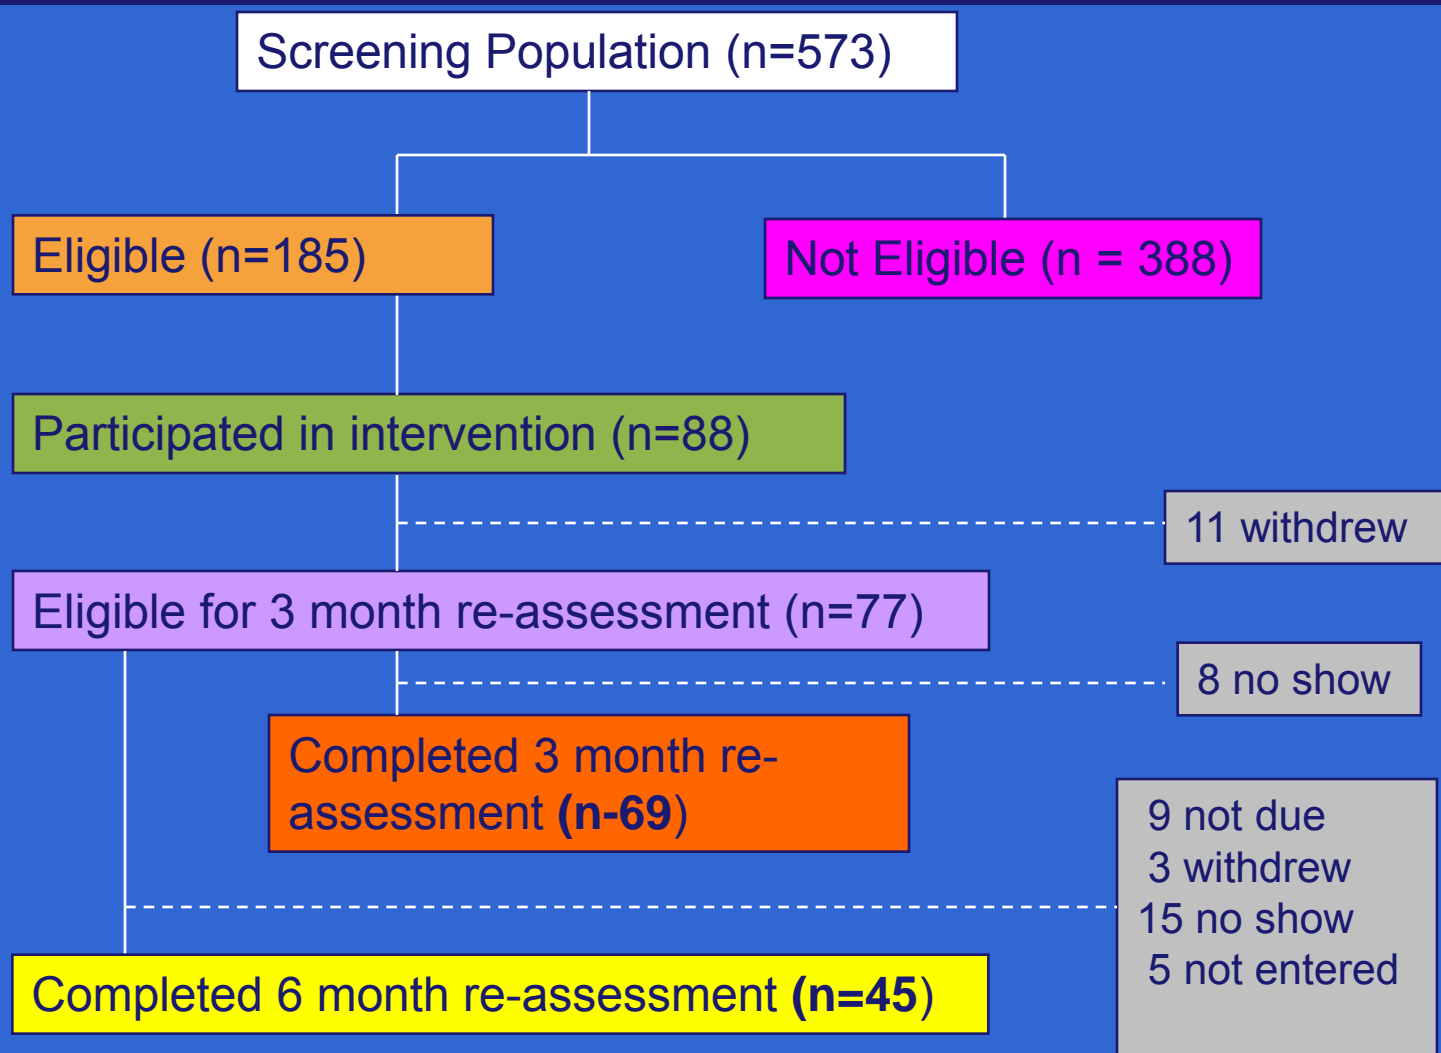 Screening Population (n=573)
Eligible (n=185)
Not Eligible (n = 388)
Participated in intervention (n=88)
11 withdrew
Eligible for 3 month re-assessment (n=77)
8 no show
Completed 3 month re-
assessment (n-69)
9 not due
3 withdrew
15 no show
5 not entered
Completed 6 month re-assessment (n=45)